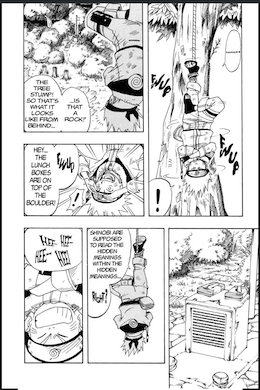 ..........
FWUP
FWUP
FWUP
!
...IS
THAT
A
ROCK?
THE
TREE
STUMP!
SO THAT'S
WHAT IT
LOOKS
LIKE FROM
BEHIND...
!
HEY...
THE
LUNCH
BOXES
ARE ON
TOP OF
THE
BOULDER!
SHINOBI ARE
SUPPOSED
TO READ
THE
HIDDEN
MEANINGS
WITHIN THE
HIDDEN
MEANINGS...
RIGHT?
HEE-
HEE-
HEE--
HEE--